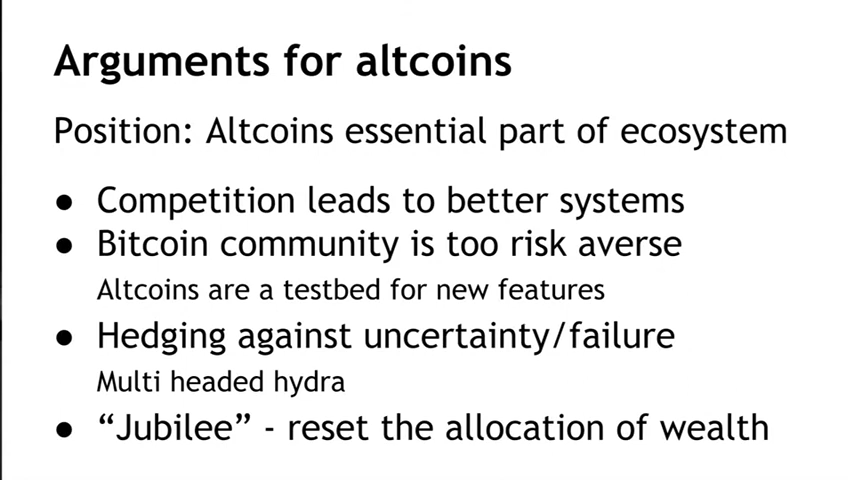 Arguments for altcoins
Position: Altcoins essential part of ecosystem
● Competition leads to better systems
● Bitcoin community is too risk averse
Altcoins are a testbed for new features
● Hedging against uncertainty/failure
Multi headed hydra
● “Jubilee” - reset the allocation of wealth